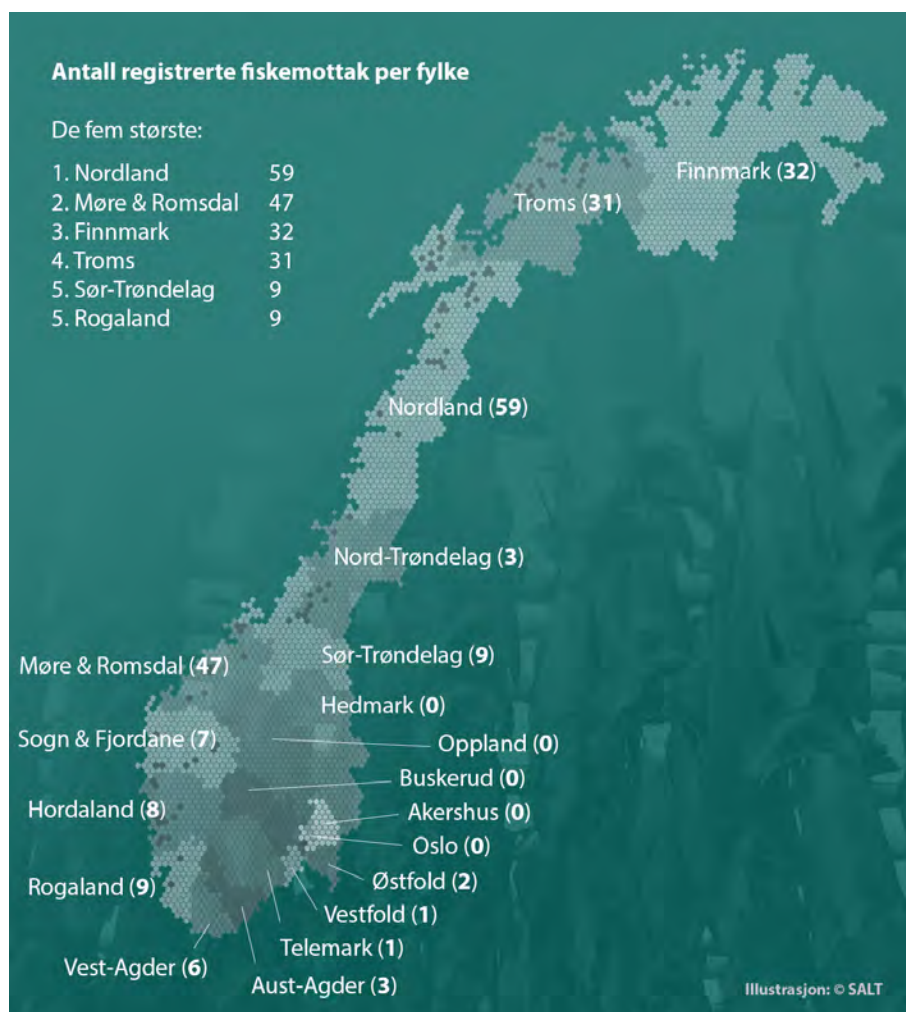 Antall registrerte fiskemottak per fylke
De fem største:
1. Nordland 59
2. Møre & Romsdal 47
3. Finnmark 32
4. Troms 31
5. Sør-Trøndelag 9
5. Rogaland 9
Finnmark (32)
Troms (31)
Nordland (59)
Nord-Trøndelag (3)
Sør-Trøndelag (9)
Møre & Romsdal (47)
Hedmark (0)
Sogn & Fjordane (7)
Oppland (0)
Buskerud (0)
Hordaland (8)
Akershus (0)
Oslo (0)
Østfold (2)
Rogaland (9)
Vestfold (1)
Telemark (1)
Vest-Agder (6)
Aust-Agder (3)
Illustrasjon: © SALT